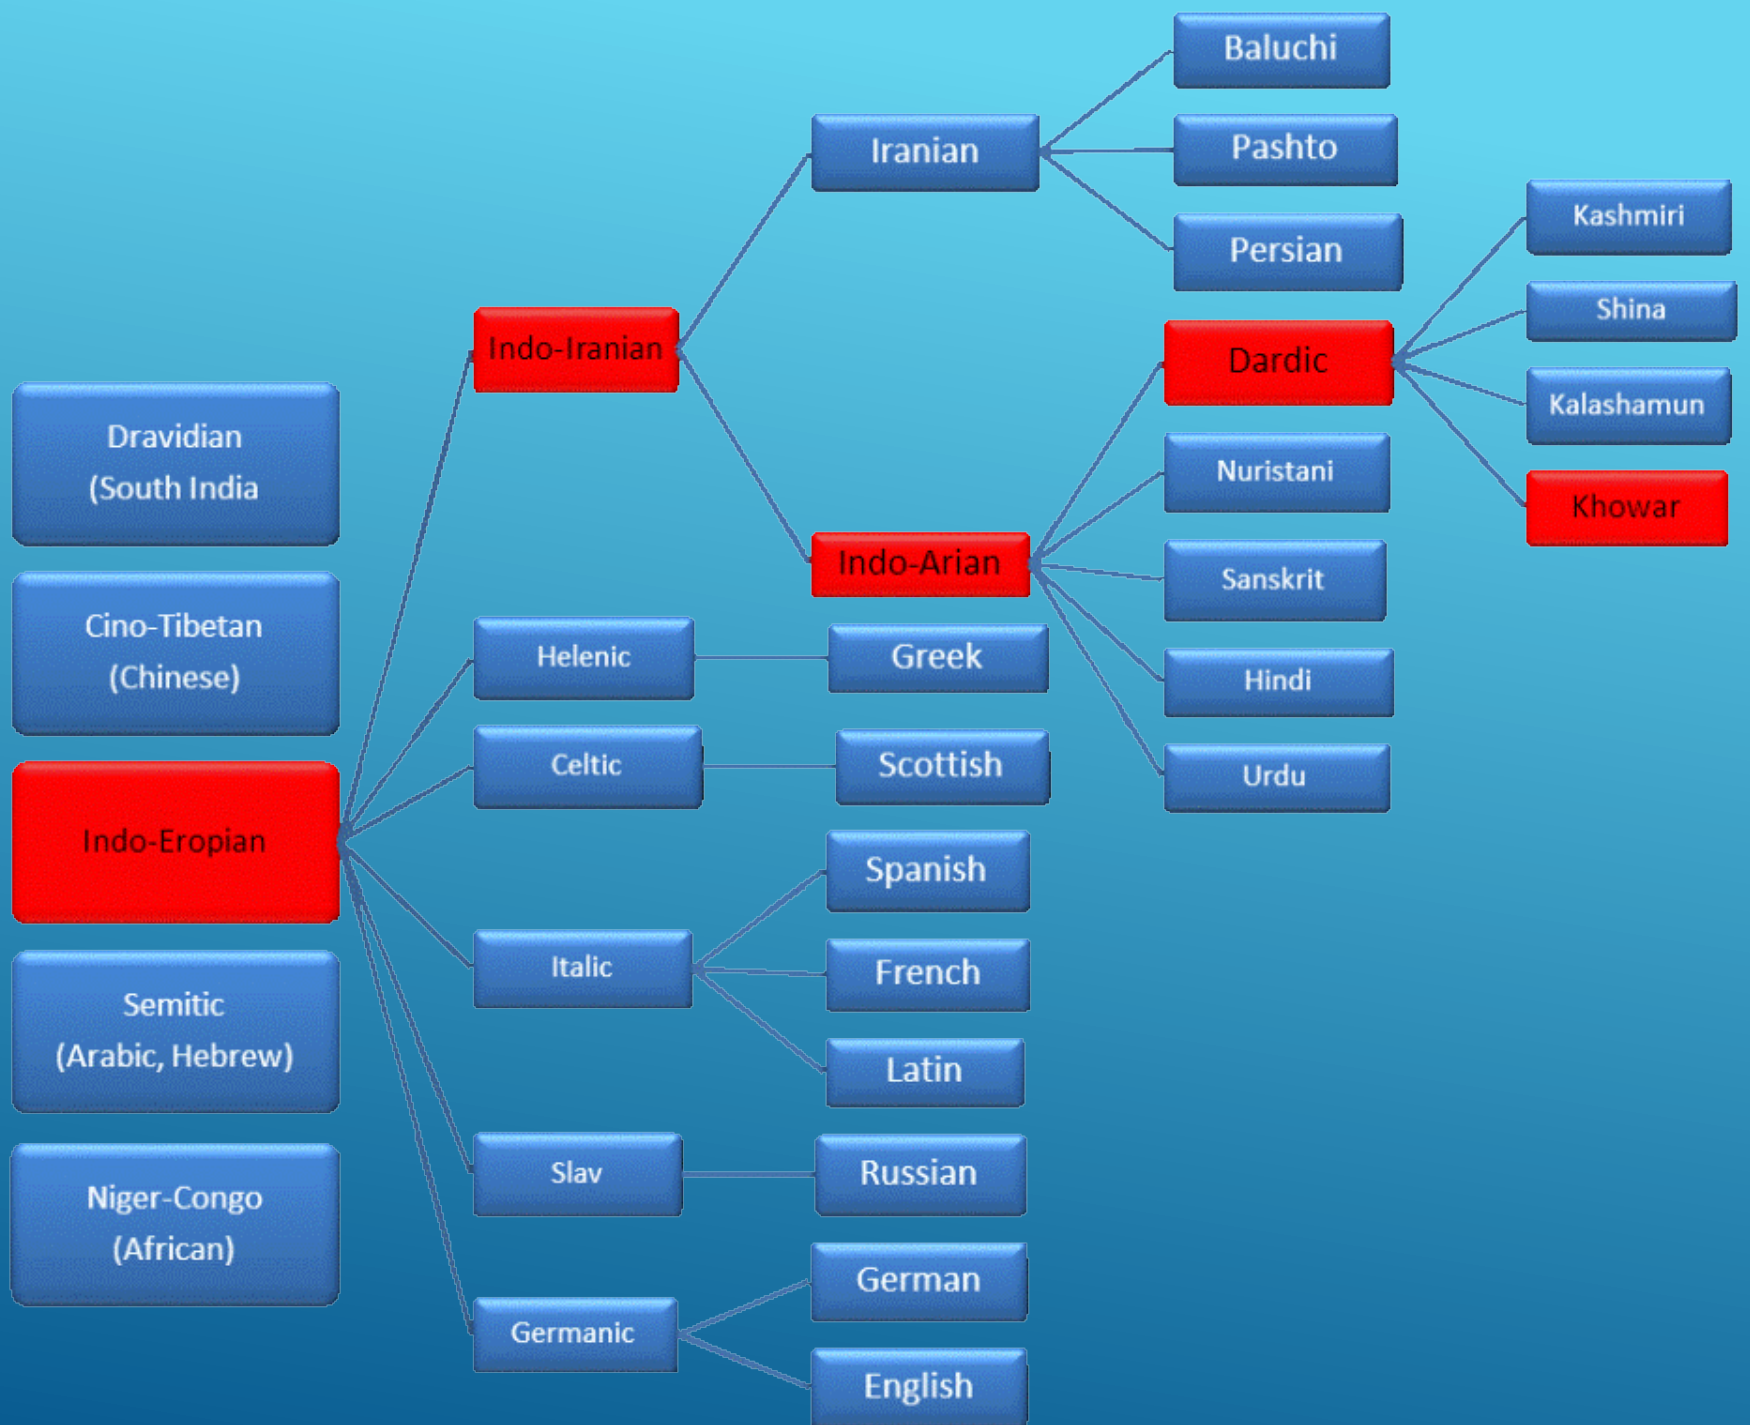 Dravidian
(South India
Cino-Tibetan
(Chinese)
Indo-Eropian
Semitic
(Arabic, Hebrew)
Niger-Congo
(African)
Indo-Iranian
Helenic
Celtic
Italic
Slav
Germanic
Iranian
Indo-Arian
Greek
Scottish
Spanish
French
Latin
Russian
German
English
Baluchi
Pashto
Persian
Dardic
Nuristani
Sanskrit
Hindi
Urdu
Kashmiri
Shina
Kalashamun
Khowar